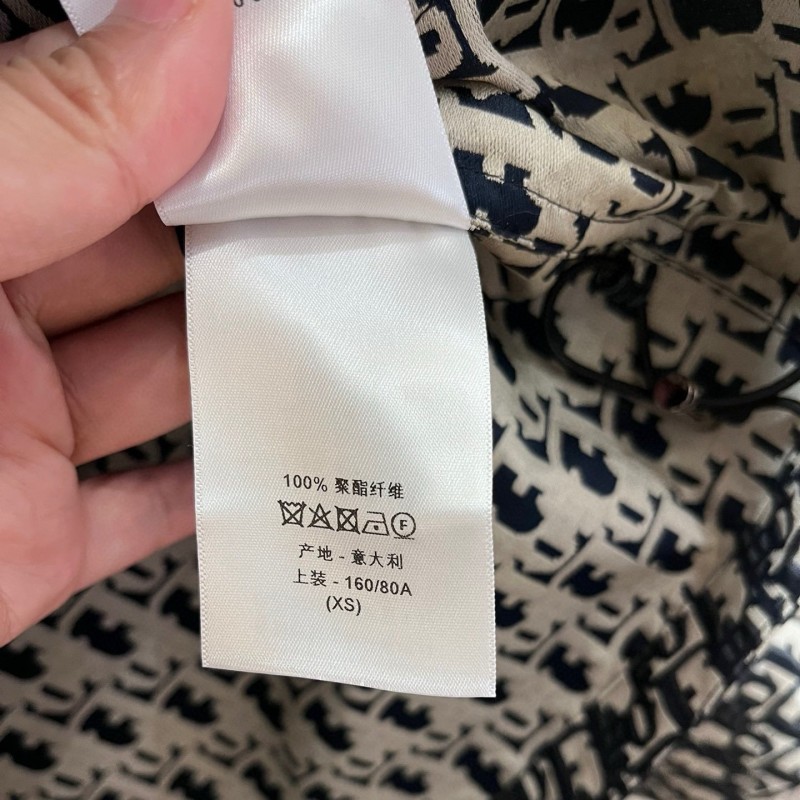 100% 聚酯纤维
F
产地 - 意大利
上装 - 160/80A
(XS)